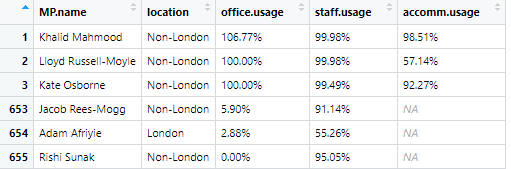 MP.name location office.usage staff.usage accomm.usage
1 Khalid Mahmood Non-London 106.77% 99.98% 98.51%
2 Lloyd Russell-Moyle Non-London 100.00% 99.98% 57.14%
3 Kate Osborne Non-London 100.00% 99.49% 92.27%
653 Jacob Rees-Mogg Non-London 5.90% 91.14% NA
654 Adam Afriyie London 2.88% 55.26% NA
655 Rishi Sunak Non-London 0.00% 95.05% NA